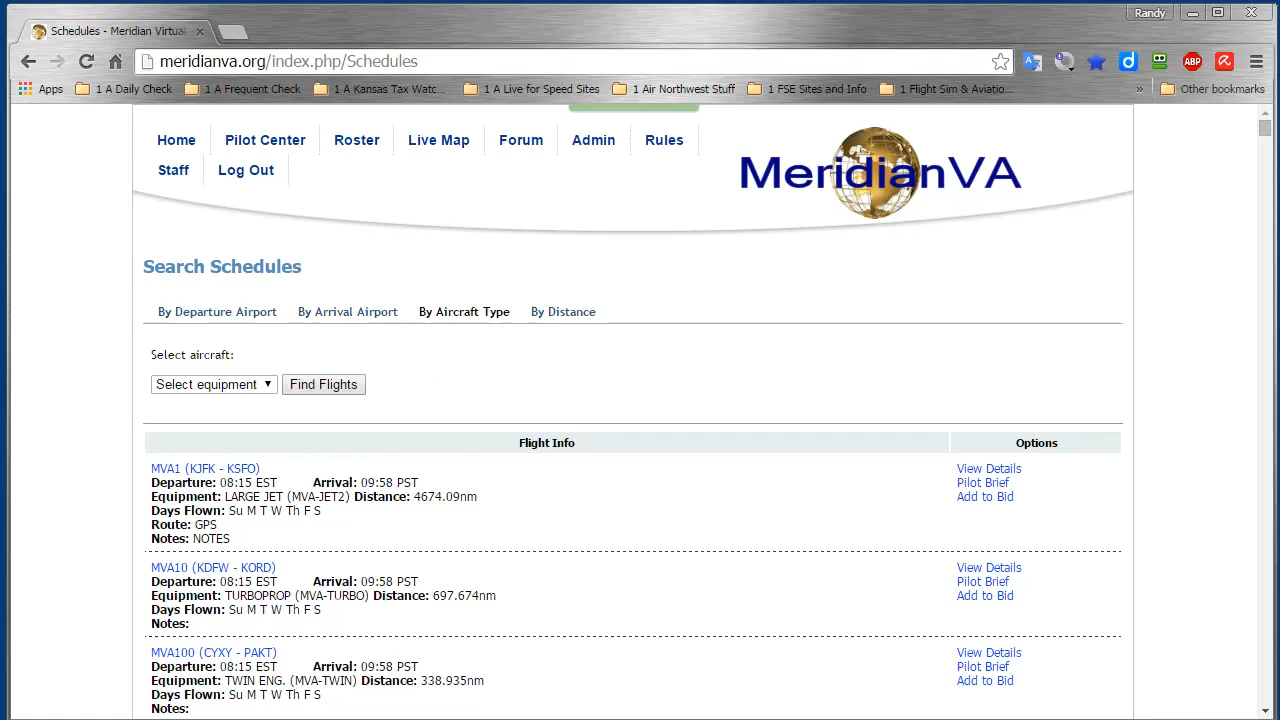 Randy
Schedules - Meridian Virtual
meridianva.org/index.php/Schedules
Apps 1 A Daily Check 1 A Frequent Check 1 A Kansas Tax Watc... 1 A Live for Speed Sites 1 Air Northwest Stuff 1 FSE Sites and Info 1 Flight Sim & Aviatio... » Other bookmarks
Home Pilot Center Roster Live Map Forum Admin Rules
Staff Log Out
MeridianVA
Search Schedules
By Departure Airport By Arrival Airport By Aircraft Type By Distance
Select aircraft:
Select equipment Find Flights
Flight Info Options
MVA1 (KJFK - KSFO) View Details
Departure: 08:15 EST Arrival: 09:58 PST Pilot Brief
Equipment: LARGE JET (MVA-JET2) Distance: 4674.09nm Add to Bid
Days Flown: Su M T W Th F S
Route: GPS
Notes: NOTES
MVA10 (KDFW - KORD) View Details
Departure: 08:15 EST Arrival: 09:58 PST Pilot Brief
Equipment: TURBOPROP (MVA-TURBO) Distance: 697.674nm Add to Bid
Days Flown: Su M T W Th F S
Notes:
MVA100 (CYXY - PAKT) View Details
Departure: 08:15 EST Arrival: 09:58 PST Pilot Brief
Equipment: TWIN ENG. (MVA-TWIN) Distance: 338.935nm Add to Bid
Days Flown: Su M T W Th F S
Notes: